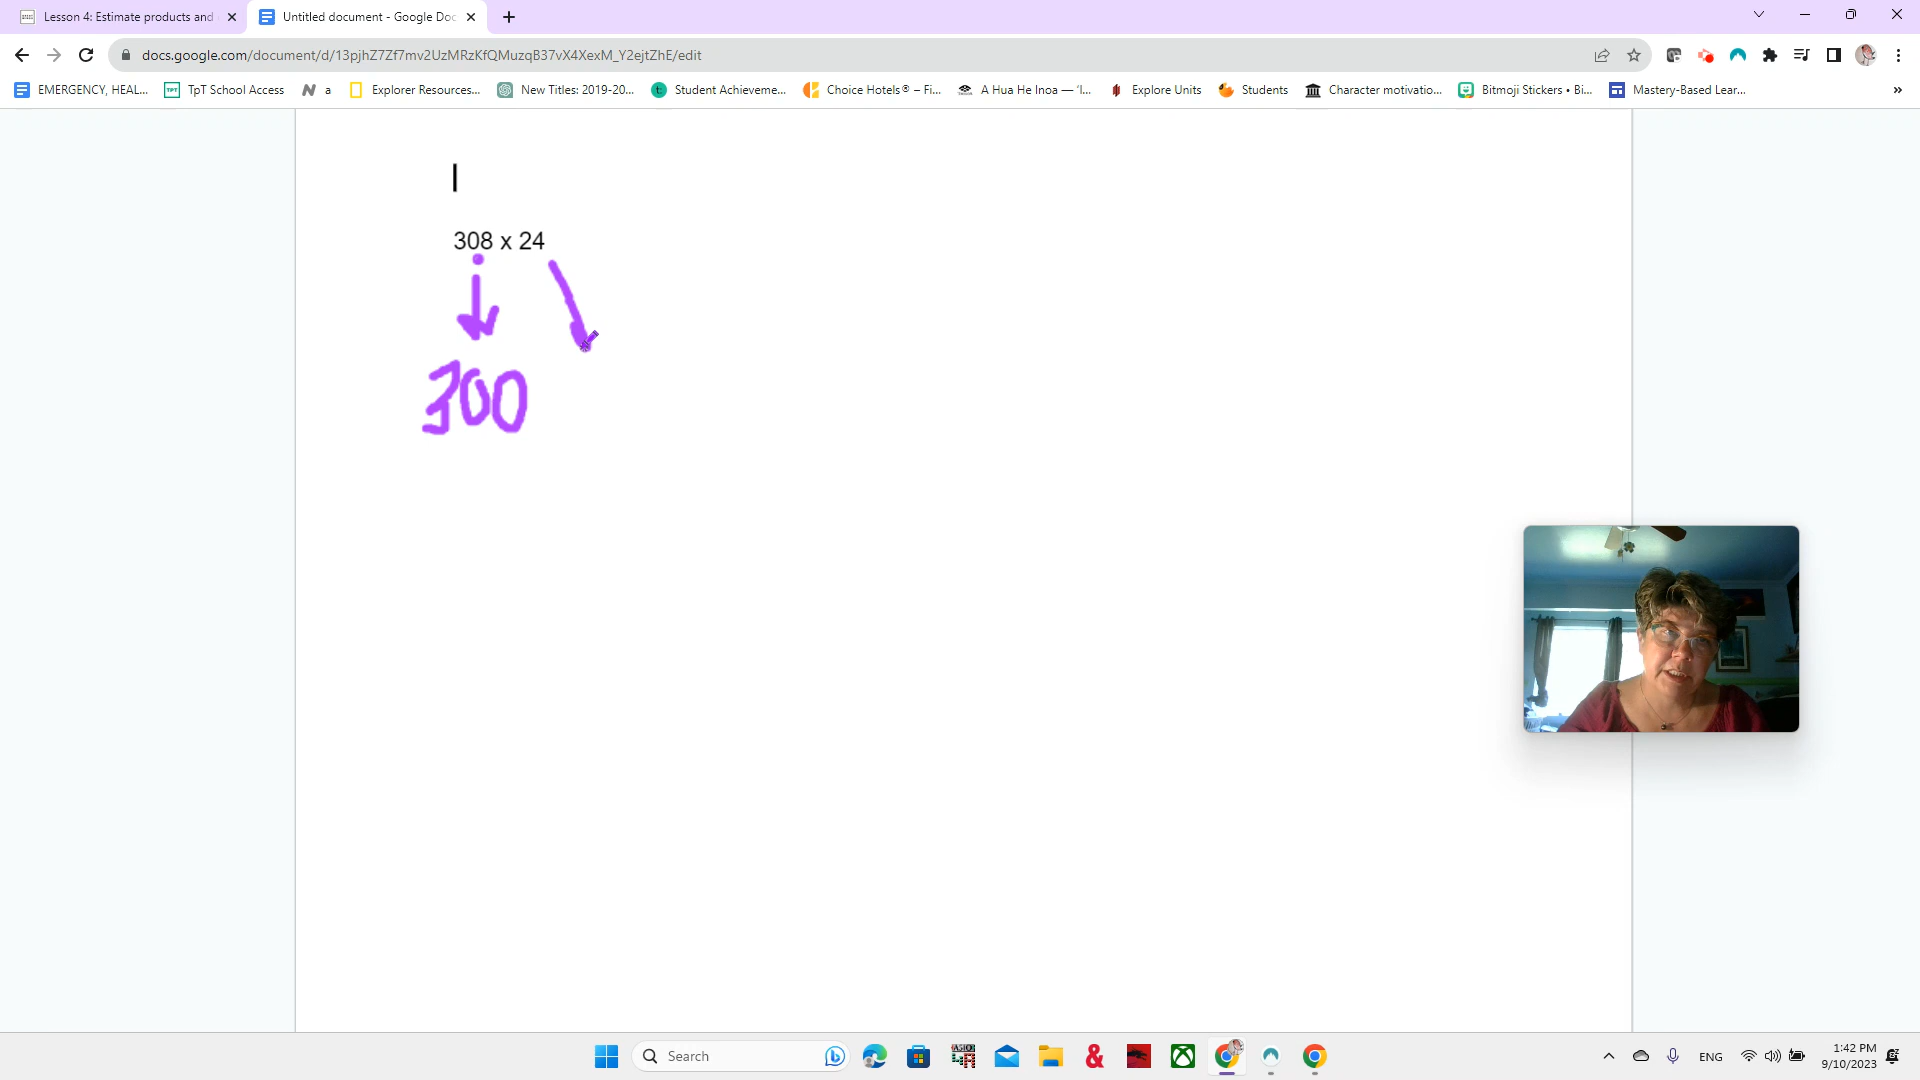 Lesson 4: Estimate products and
Untitled document - Google Doc
docs.google.com/document/d/13pjhZ7Zf7mv2UzMRzKfQMuzqB37vX4XexM_Y2ejtZhE/edit
EMERGENCY, HEAL... TPT TpT School Access a Explorer Resources... New Titles: 2019-20... Student Achieveme... Choice Hotels® – Fi... A Hua He Inoa — 'I... Explore Units Students Character motivatio... Bitmoji Stickers • Bi... Mastery-Based Lear... »
308 x 24
300
Search
ENG
1:42 PM
9/10/2023